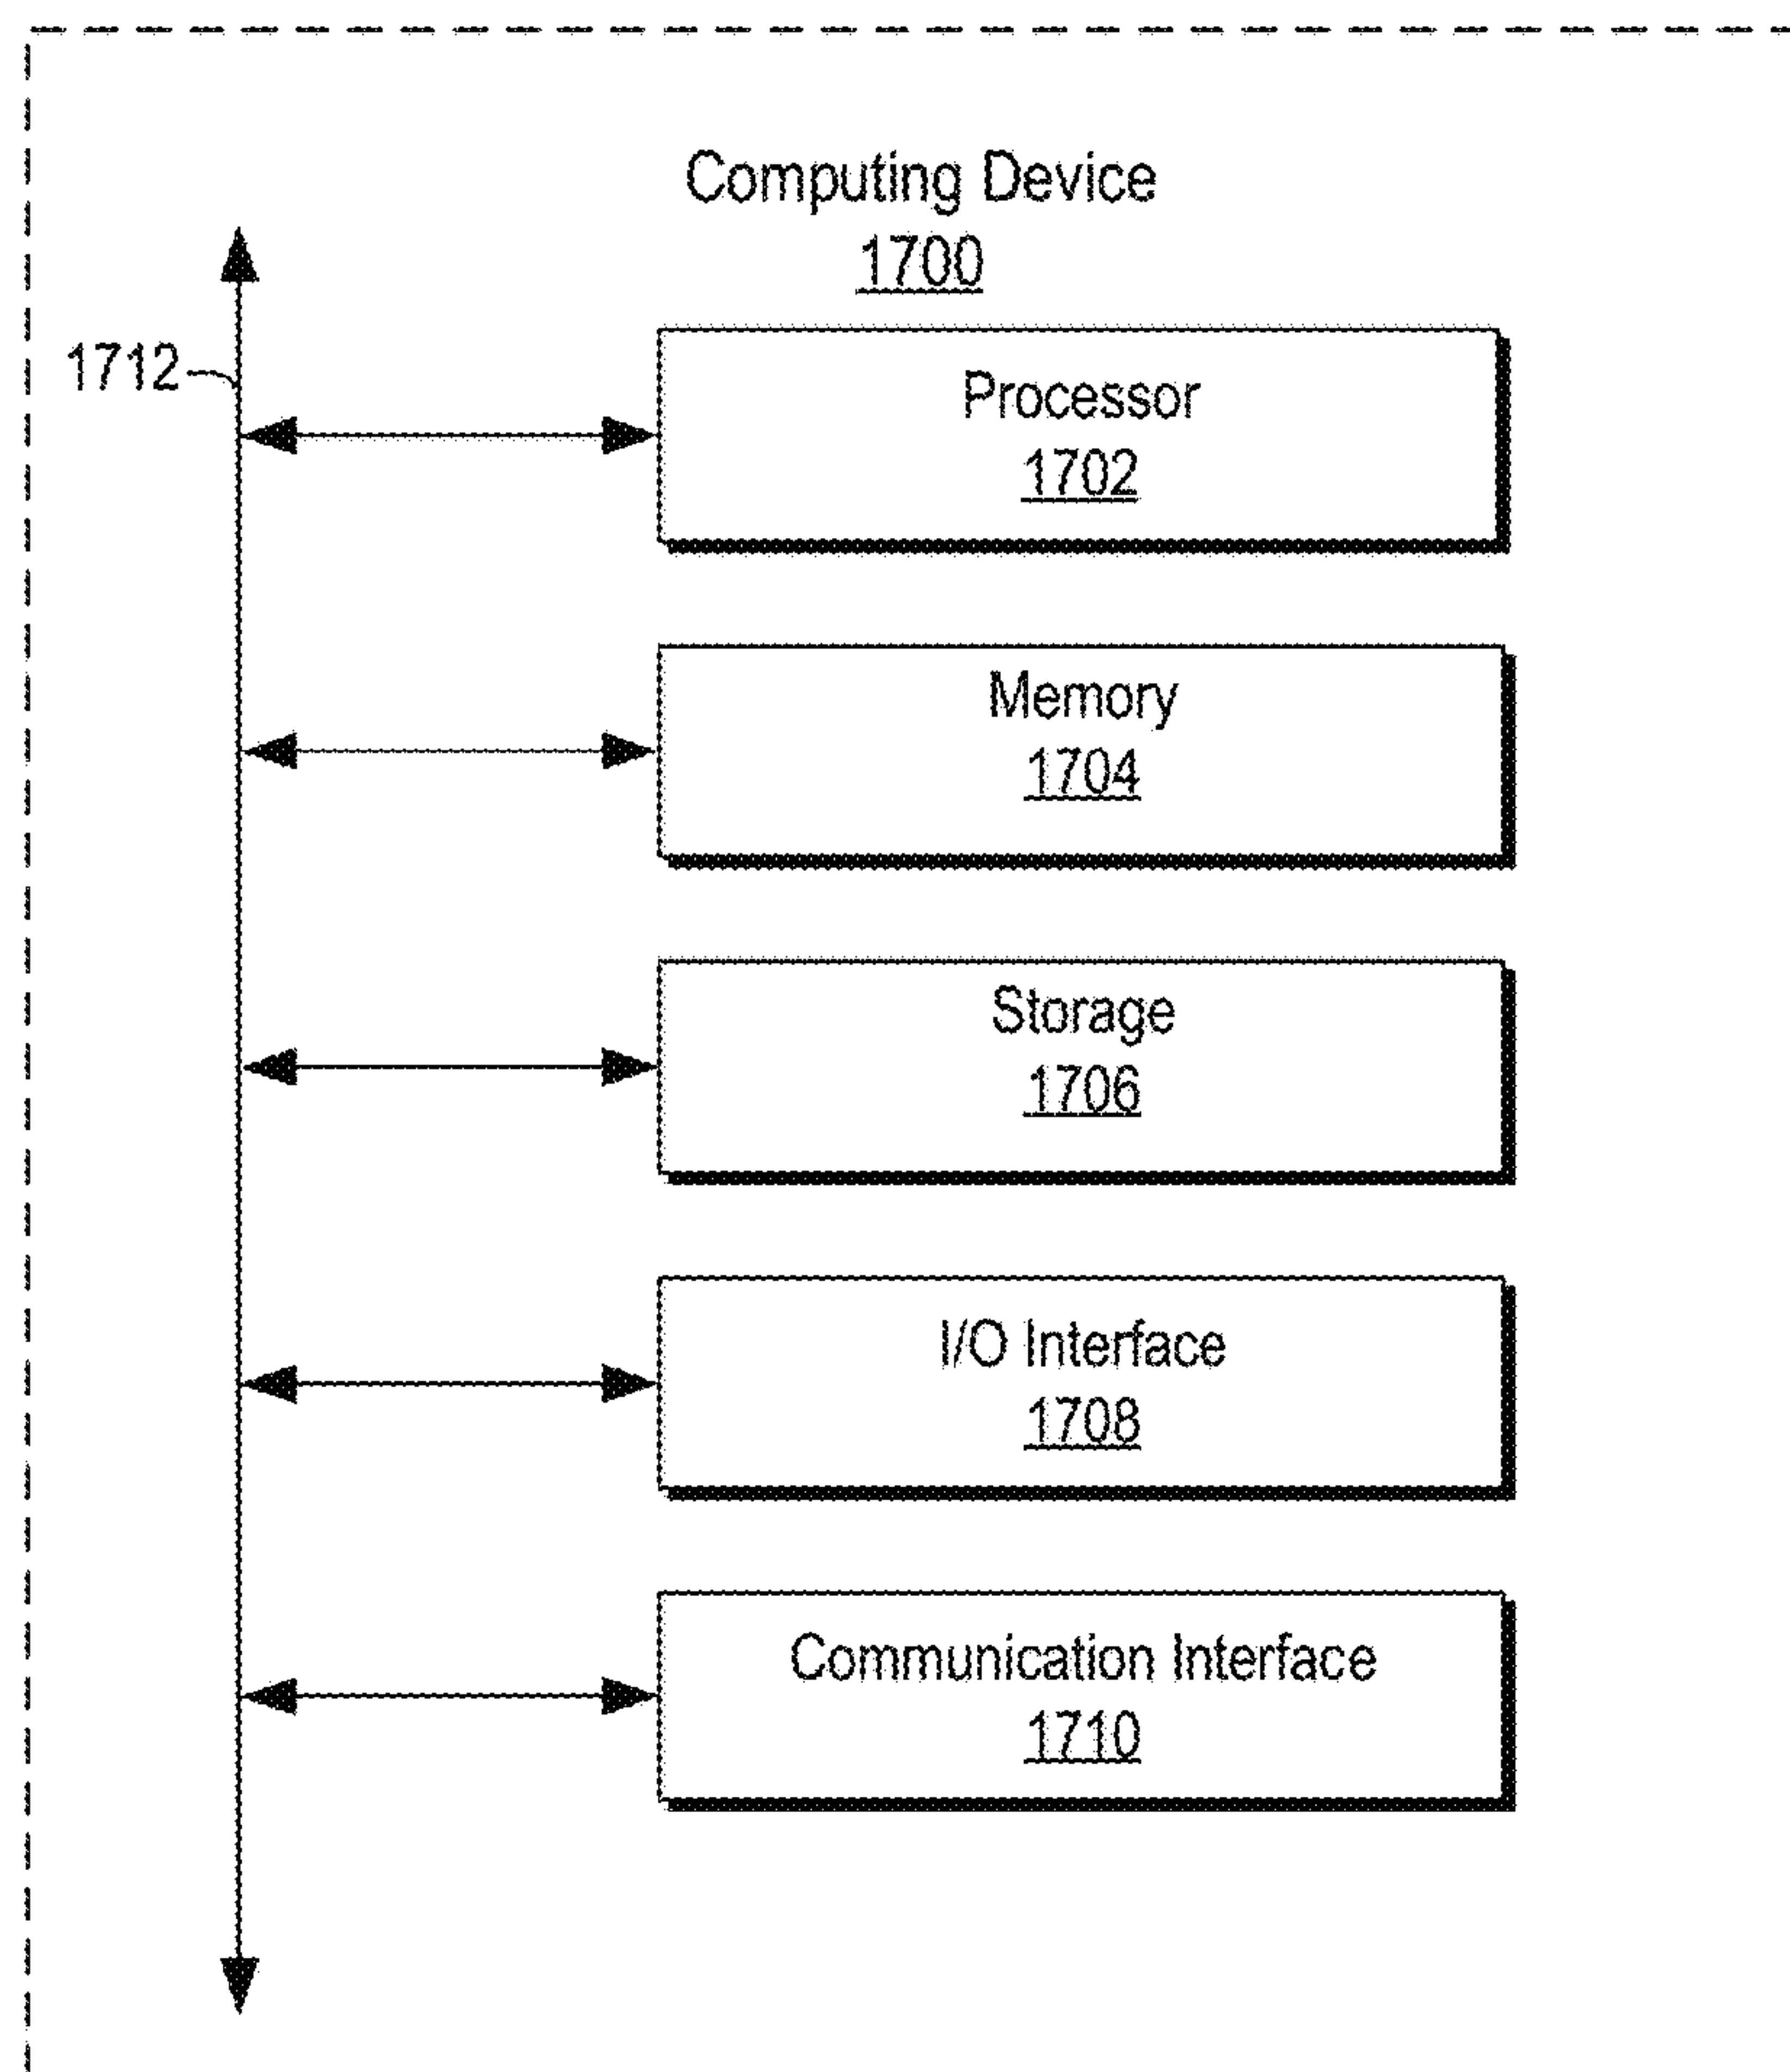 Computing Device
1700
1712
Processor
1702
Memory
1704
Storage
1706
I/O Interface
1708
Communication Interface
1710